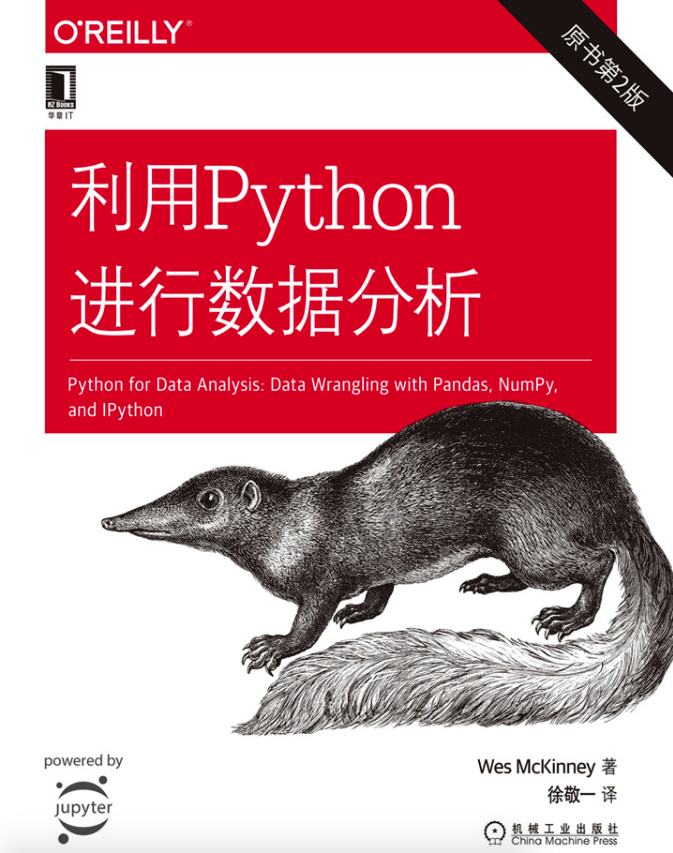 O'REILLY®
原书第2版
HZ BOOKS
华章IT
利用Python
进行数据分析
Python for Data Analysis: Data Wrangling with Pandas, NumPy,
and IPython
powered by
jupyter
Wes McKinney 著
徐敬一 译
机械工业出版社
China Machine Press